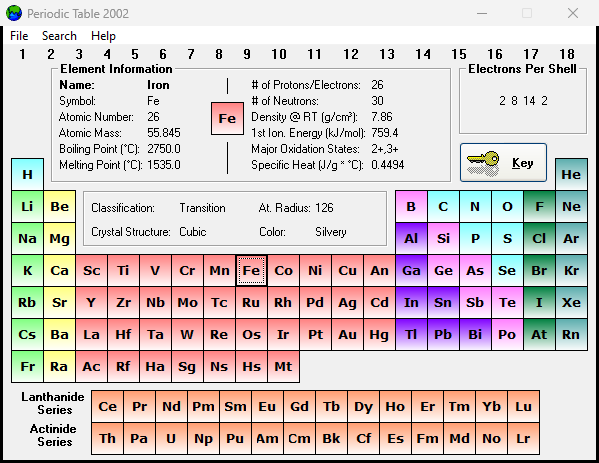 Periodic Table 2002
File Search Help
1 2 3 4 5 6 7 8 9 10 11 12 13 14 15 16 17 18
Element Information
Name: Iron
Symbol: Fe
Atomic Number: 26
Atomic Mass: 55.845
Boiling Point (°C): 2750.0
Melting Point (°C): 1535.0
Fe
# of Protons/Electrons: 26
# of Neutrons: 30
Density @ RT (g/cm³): 7.86
1st Ion. Energy (kJ/mol): 759.4
Major Oxidation States: 2+,3+
Specific Heat (J/g * °C): 0.4494
Electrons Per Shell
2 8 14 2
Key
Classification: Transition At. Radius: 126
Crystal Structure: Cubic Color: Silvery
H He
Li Be B C N O F Ne
Na Mg Al Si P S Cl Ar
K Ca Sc Ti V Cr Mn Fe Co Ni Cu An Ga Ge As Se Br Kr
Rb Sr Y Zr Nb Mo Tc Ru Rh Pd Ag Cd In Sn Sb Te I Xe
Cs Ba La Hf Ta W Re Os Ir Pt Au Hg Tl Pb Bi Po At Rn
Fr Ra Ac Rf Ha Sg Ns Hs Mt
Lanthanide Series
Ce Pr Nd Pm Sm Eu Gd Tb Dy Ho Er Tm Yb Lu
Actinide Series
Th Pa U Np Pu Am Cm Bk Cf Es Fm Md No Lr